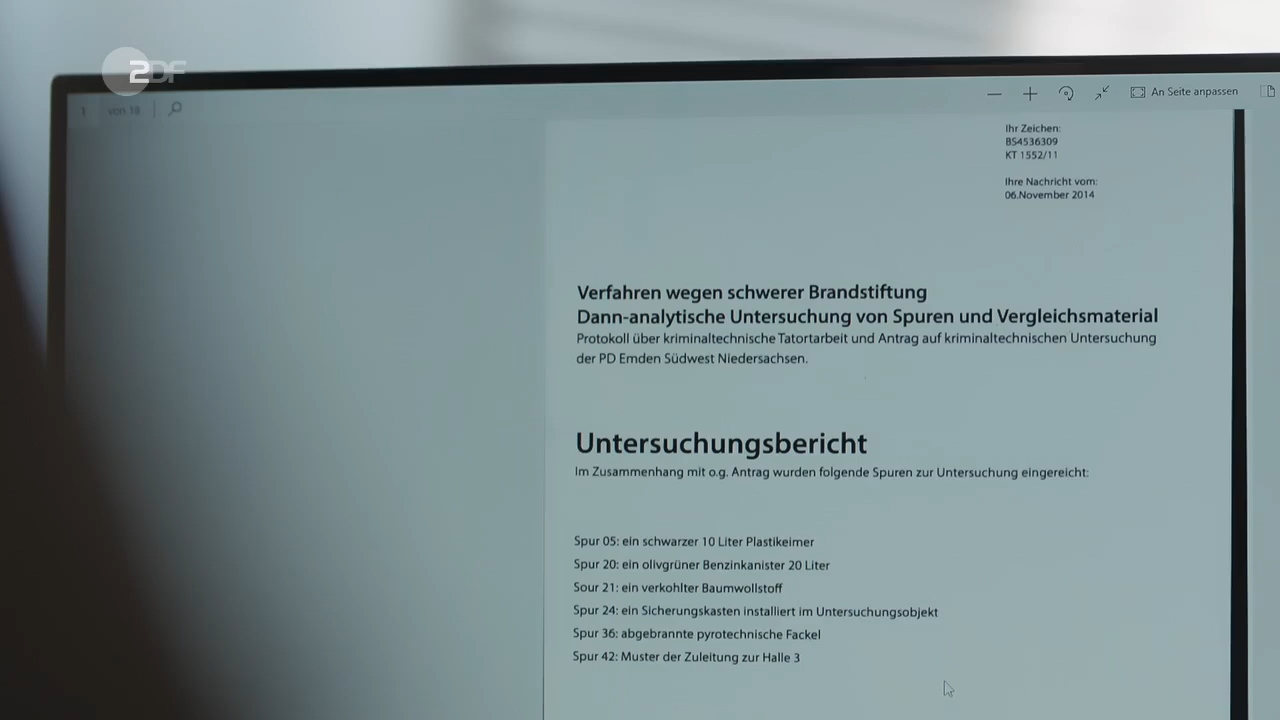 ZDF
1 von 18 An Seite anpassen
Ihr Zeichen:
BS4536309
KT 1552/11
Ihre Nachricht vom:
06.November 2014
Verfahren wegen schwerer Brandstiftung
Dann-analytische Untersuchung von Spuren und Vergleichsmaterial
Protokoll über kriminaltechnische Tatortarbeit und Antrag auf kriminaltechnischen Untersuchung
der PD Emden Südwest Niedersachsen.
Untersuchungsbericht
Im Zusammenhang mit o.g. Antrag wurden folgende Spuren zur Untersuchung eingereicht:
Spur 05: ein schwarzer 10 Liter Plastikeimer
Spur 20: ein olivgrüner Benzinkanister 20 Liter
Sour 21: ein verkohlter Baumwollstoff
Spur 24: ein Sicherungskasten installiert im Untersuchungsobjekt
Spur 36: abgebrannte pyrotechnische Fackel
Spur 42: Muster der Zuleitung zur Halle 3